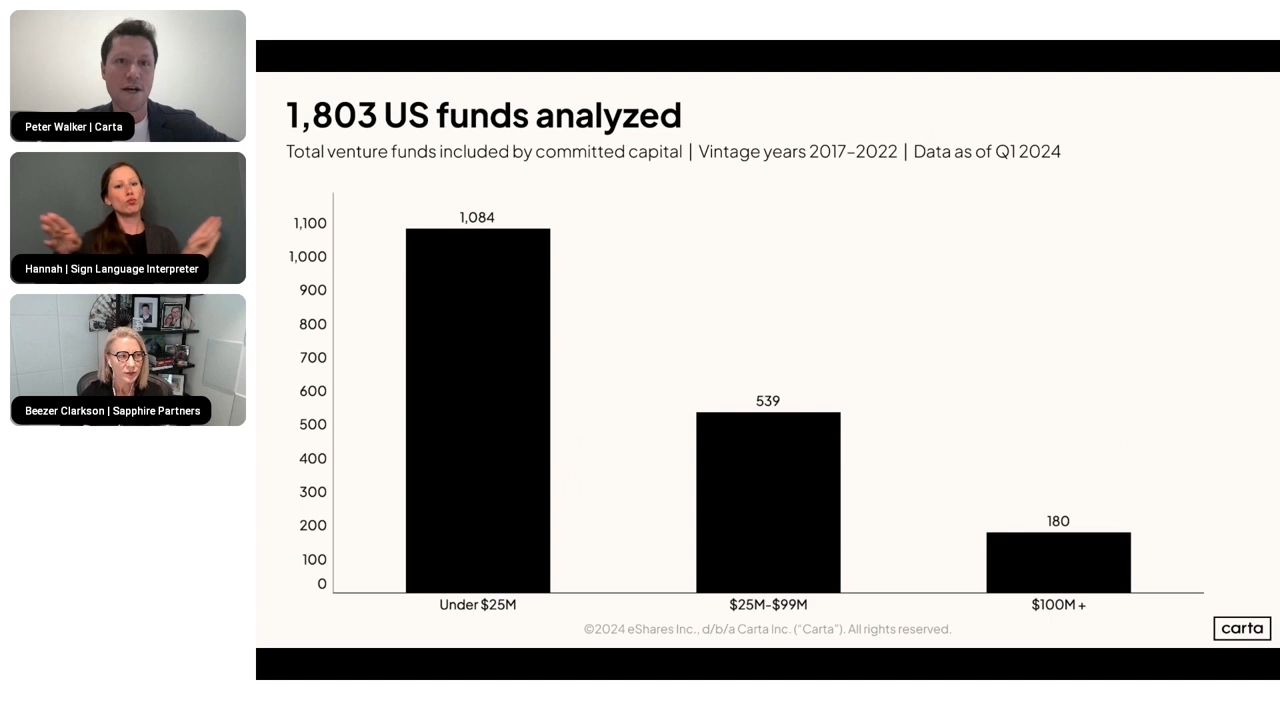 Peter Walker | Carta
Hannah | Sign Language Interpreter
Beezer Clarkson | Sapphire Partners
1,803 US funds analyzed
Total venture funds included by committed capital | Vintage years 2017–2022 | Data as of Q1 2024
1,100
1,000
900
800
700
600
500
400
300
200
100
0
1,084
539
180
Under $25M
$25M-$99M
$100M +
©2024 eShares Inc., d/b/a Carta Inc. (“Carta”). All rights reserved.
carta